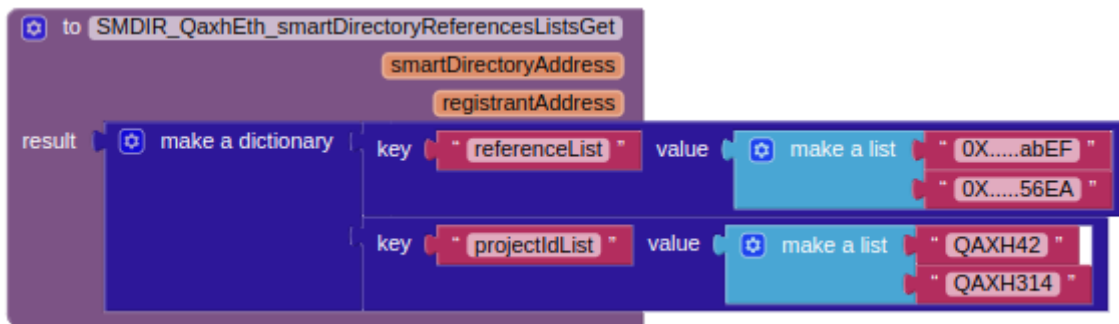 to SMDIR_QaxhEth_smartDirectoryReferencesListsGet
smartDirectoryAddress
registrantAddress
result make a dictionary key " referenceList " value make a list " 0X.....abEF "
" 0X.....56EA "
key " projectIdList " value make a list " QAXH42 "
" QAXH314 "